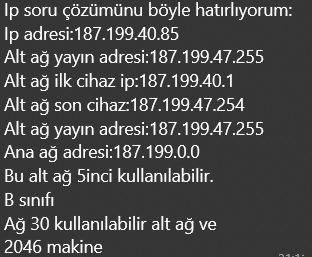 Ip soru çözümünü böyle hatırlıyorum:
Ip adresi:187.199.40.85
Alt ağ yayın adresi:187.199.47.255
Alt ağ ilk cihaz ip:187.199.40.1
Alt ağ son cihaz:187.199.47.254
Alt ağ yayın adresi:187.199.47.255
Ana ağ adresi:187.199.0.0
Bu alt ağ 5inci kullanılabilir.
B sınıfı
Ağ 30 kullanılabilir alt ağ ve
2046 makine